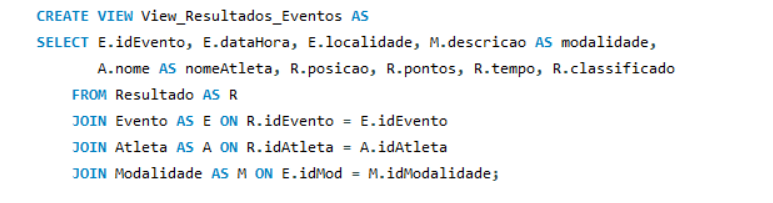 CREATE VIEW View_Resultados_Eventos AS
SELECT E.idEvento, E.dataHora, E.localidade, M.descricao AS modalidade,
A.nome AS nomeAtleta, R.posicao, R.pontos, R.tempo, R.classificado
FROM Resultado AS R
JOIN Evento AS E ON R.idEvento = E.idEvento
JOIN Atleta AS A ON R.idAtleta = A.idAtleta
JOIN Modalidade AS M ON E.idMod = M.idModalidade;